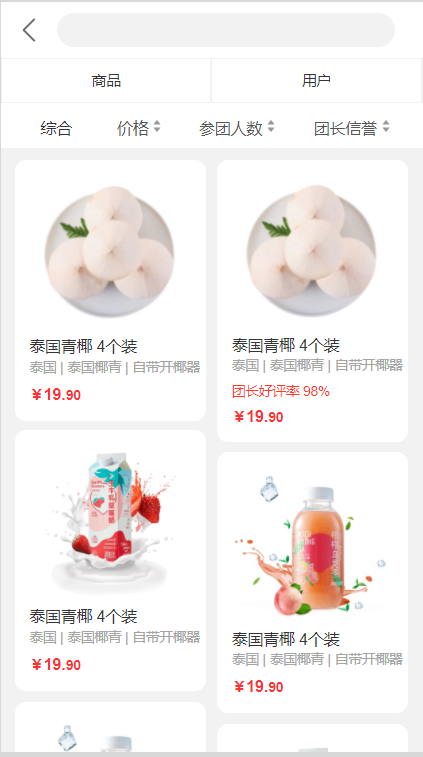 商品
用户
综合
价格
参团人数
团长信誉
泰国青椰 4个装
泰国 | 泰国椰青 | 自带开椰器
￥19.90
泰国青椰 4个装
泰国 | 泰国椰青 | 自带开椰器
团长好评率 98%
￥19.90
泰国青椰 4个装
泰国 | 泰国椰青 | 自带开椰器
￥19.90
泰国青椰 4个装
泰国 | 泰国椰青 | 自带开椰器
￥19.90